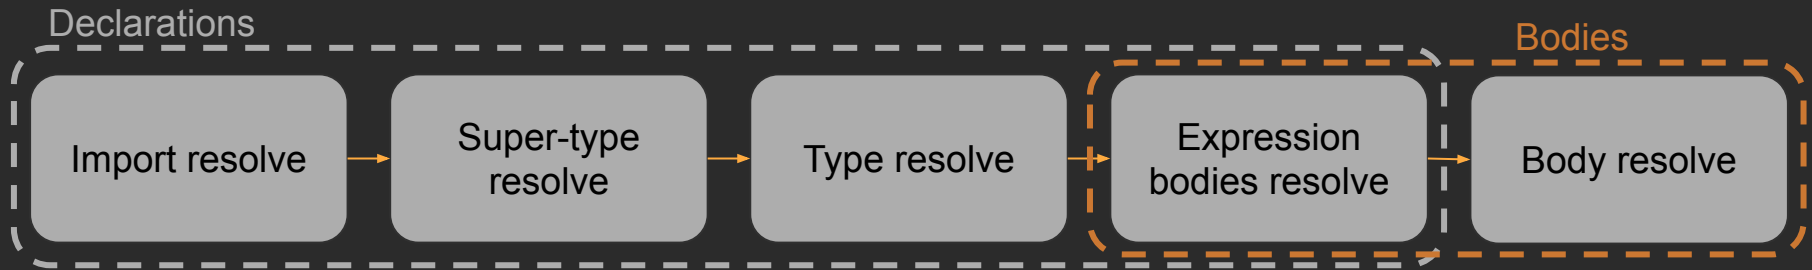 Declarations
Bodies
Import resolve
Super-type
resolve
Type resolve
Expression
bodies resolve
Body resolve